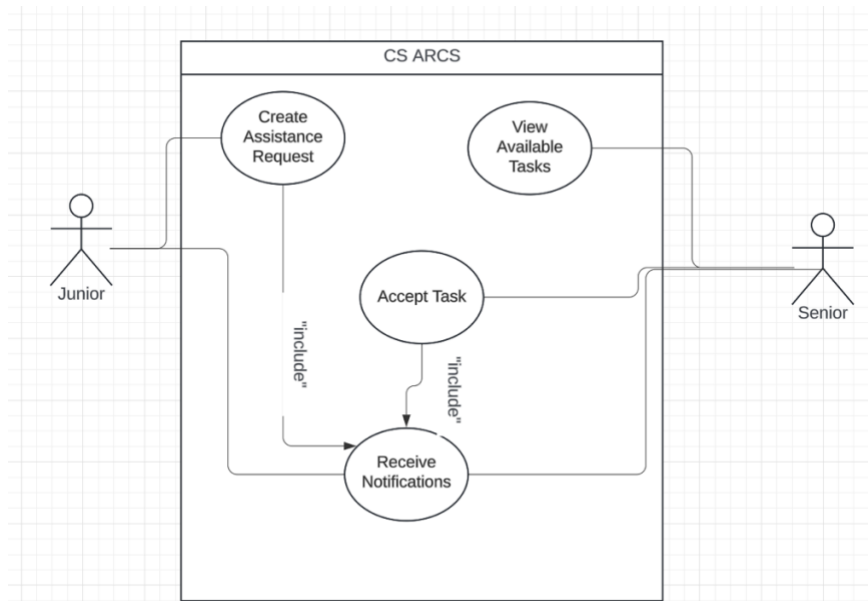 CS ARCS
Create
Assistance
Request
View
Available
Tasks
Accept Task
Junior
Senior
"include"
"include"
Receive
Notifications